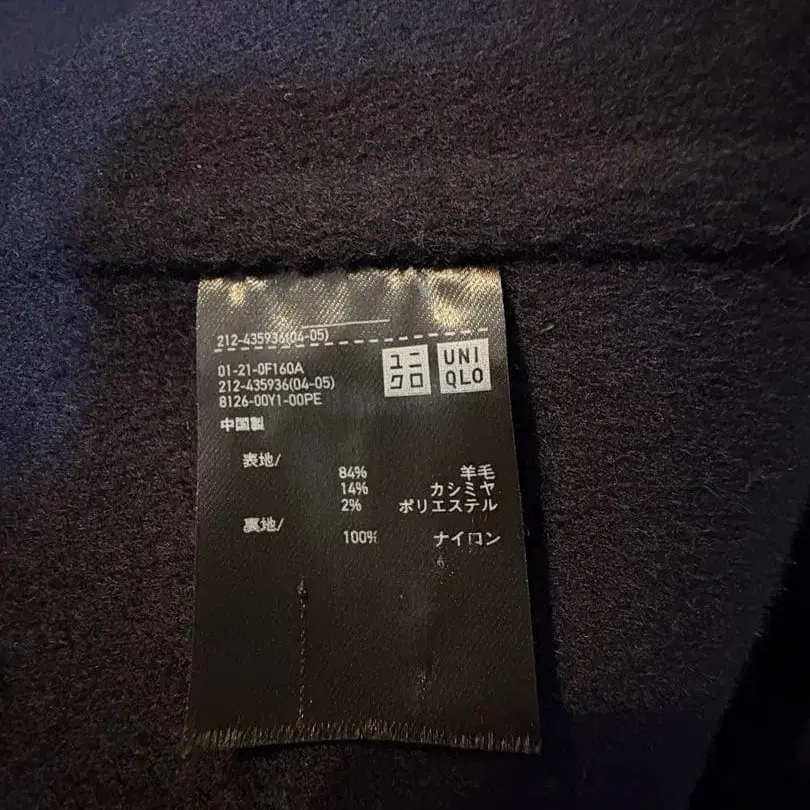 212-435936(04-05)
ユニクロ
UNIQLO
01-21-0F160A
212-435936(04-05)
8126-00Y1-00PE
中国製
表地/
84% 羊毛
14% カシミヤ
2% ポリエステル
裏地/
100% ナイロン